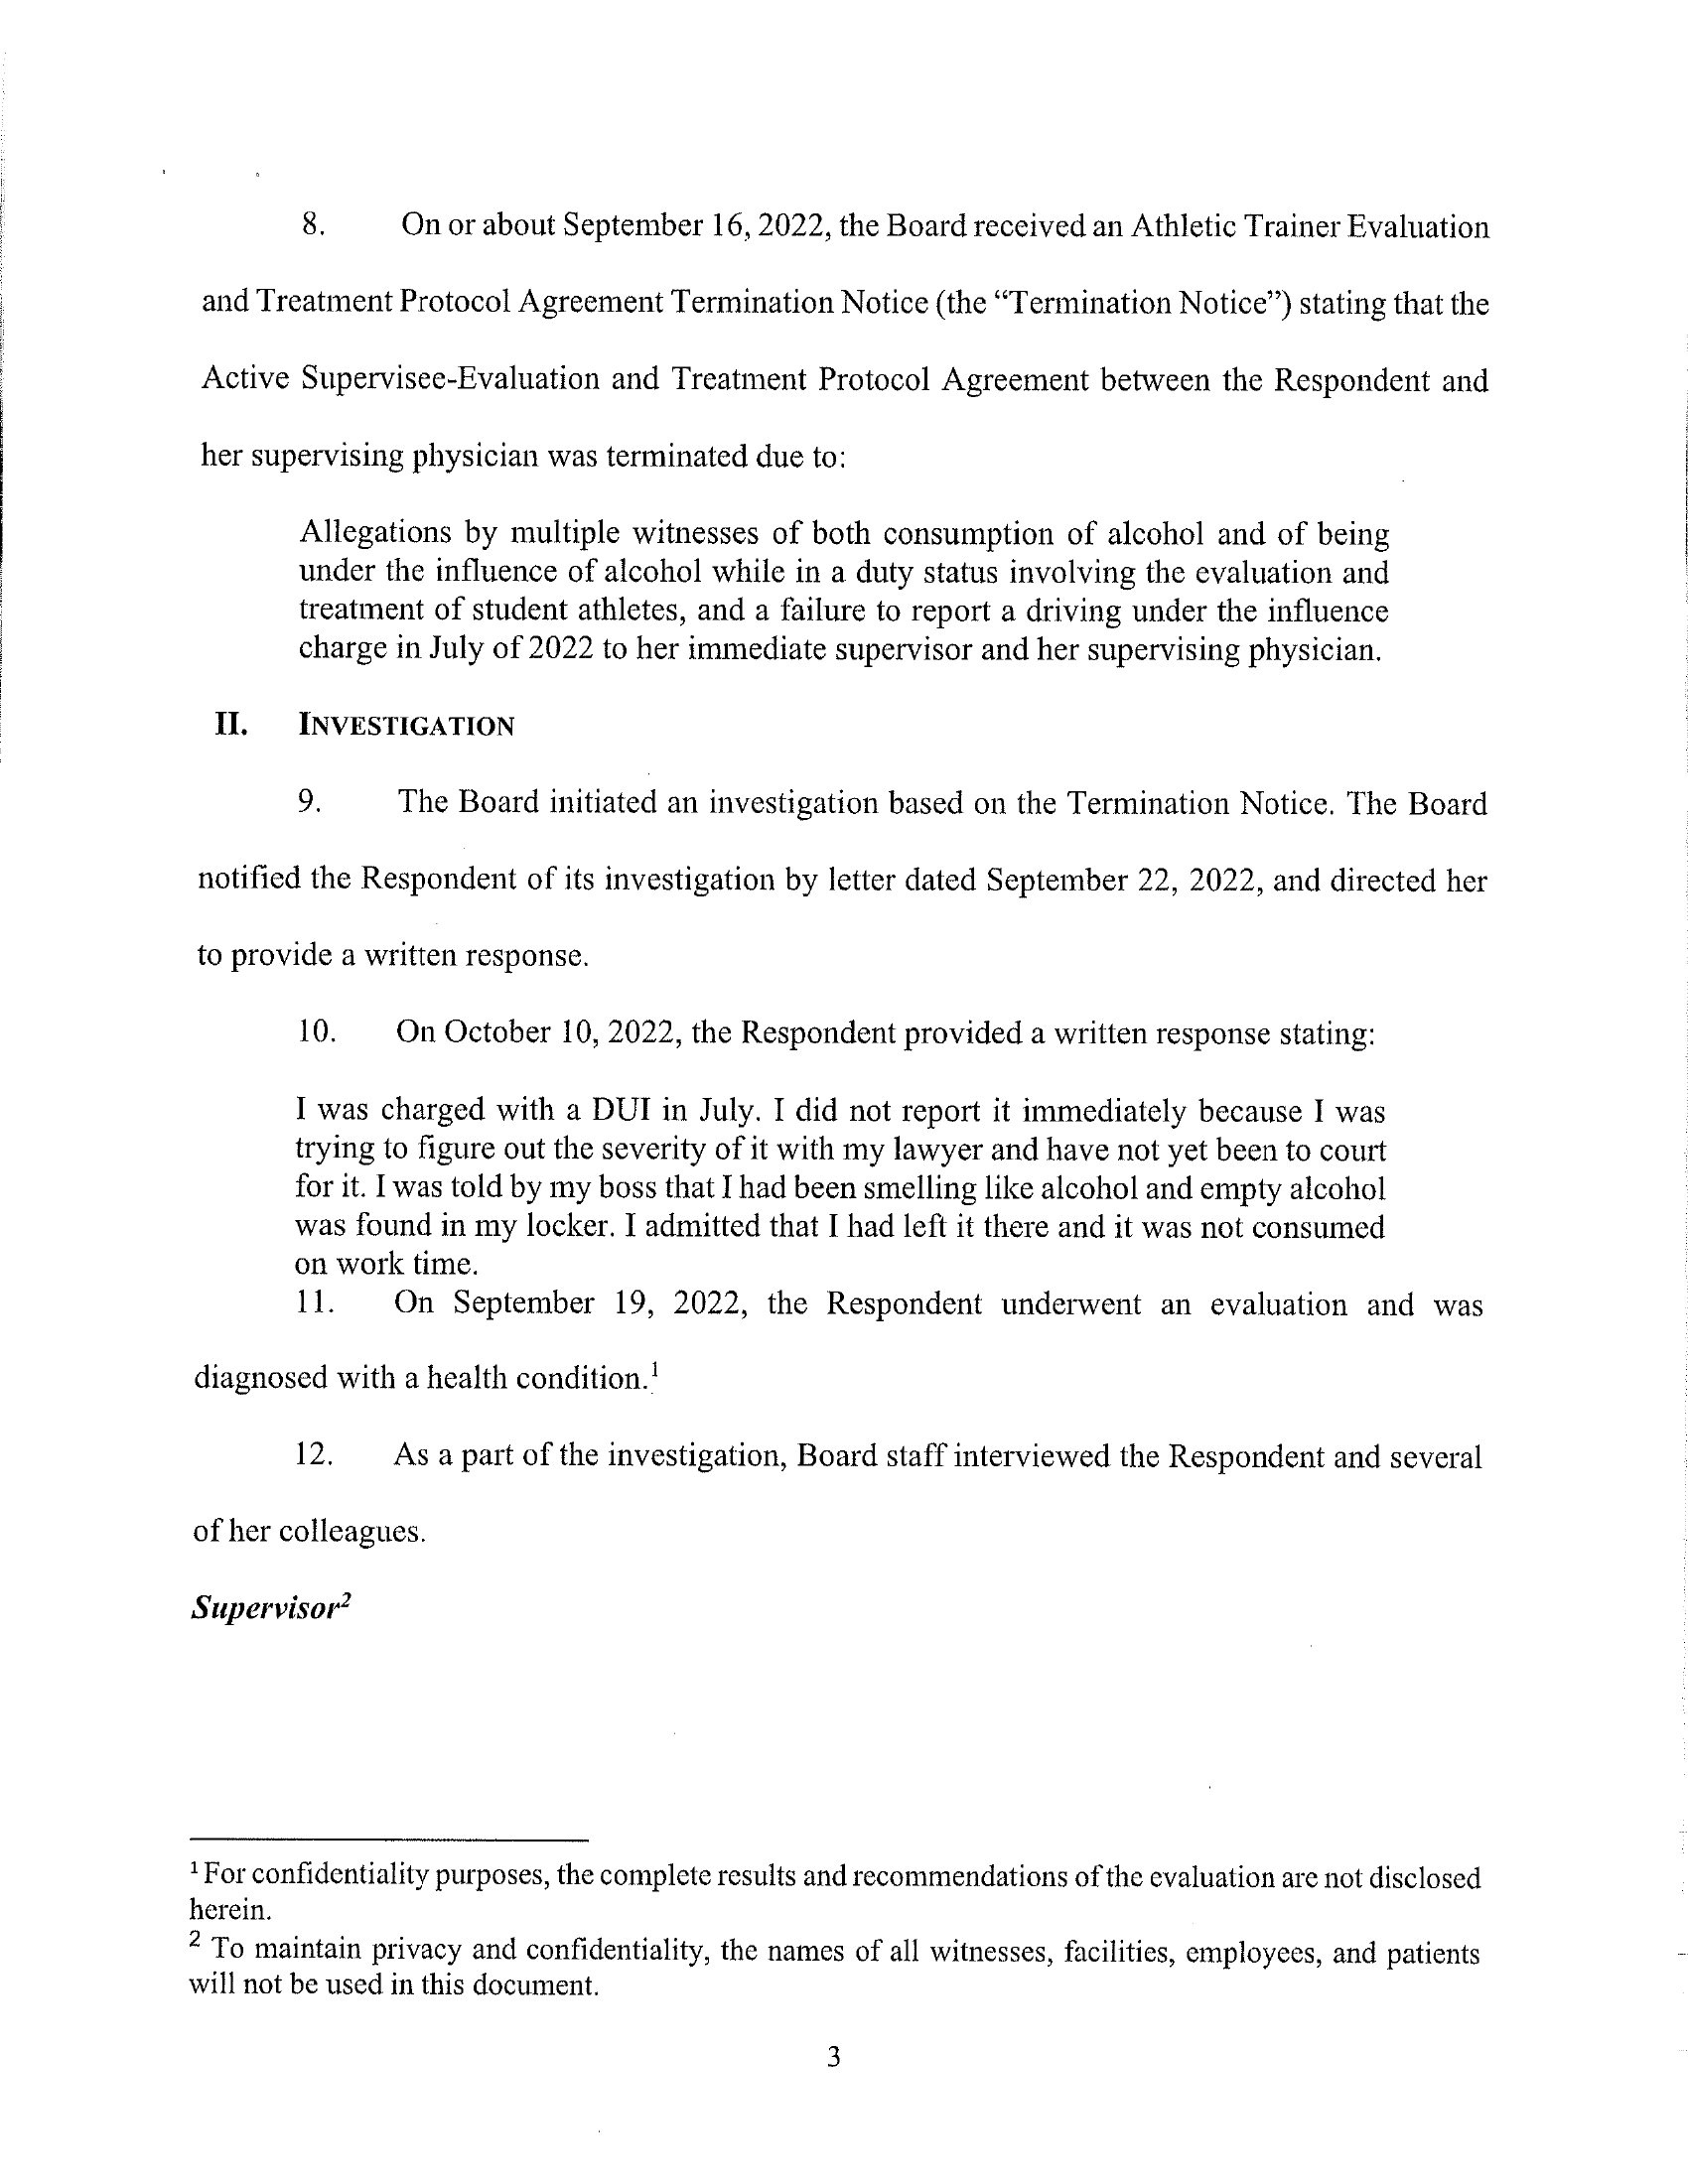 8. On or about September 16, 2022, the Board received an Athletic Trainer Evaluation
and Treatment Protocol Agreement Termination Notice (the “Termination Notice”) stating that the
Active Supervisee-Evaluation and Treatment Protocol Agreement between the Respondent and
her supervising physician was terminated due to:
Allegations by multiple witnesses of both consumption of alcohol and of being
under the influence of alcohol while in a duty status involving the evaluation and
treatment of student athletes, and a failure to report a driving under the influence
charge in July of 2022 to her immediate supervisor and her supervising physician.
II. INVESTIGATION
9. The Board initiated an investigation based on the Termination Notice. The Board
notified the Respondent of its investigation by letter dated September 22, 2022, and directed her
to provide a written response.
10. On October 10, 2022, the Respondent provided a written response stating:
I was charged with a DUI in July. I did not report it immediately because I was
trying to figure out the severity of it with my lawyer and have not yet been to court
for it. I was told by my boss that I had been smelling like alcohol and empty alcohol
was found in my locker. I admitted that I had left it there and it was not consumed
on work time.
11. On September 19, 2022, the Respondent underwent an evaluation and was
diagnosed with a health condition.¹
12. As a part of the investigation, Board staff interviewed the Respondent and several
of her colleagues.
Supervisor²
¹ For confidentiality purposes, the complete results and recommendations of the evaluation are not disclosed
herein.
² To maintain privacy and confidentiality, the names of all witnesses, facilities, employees, and patients
will not be used in this document.
3